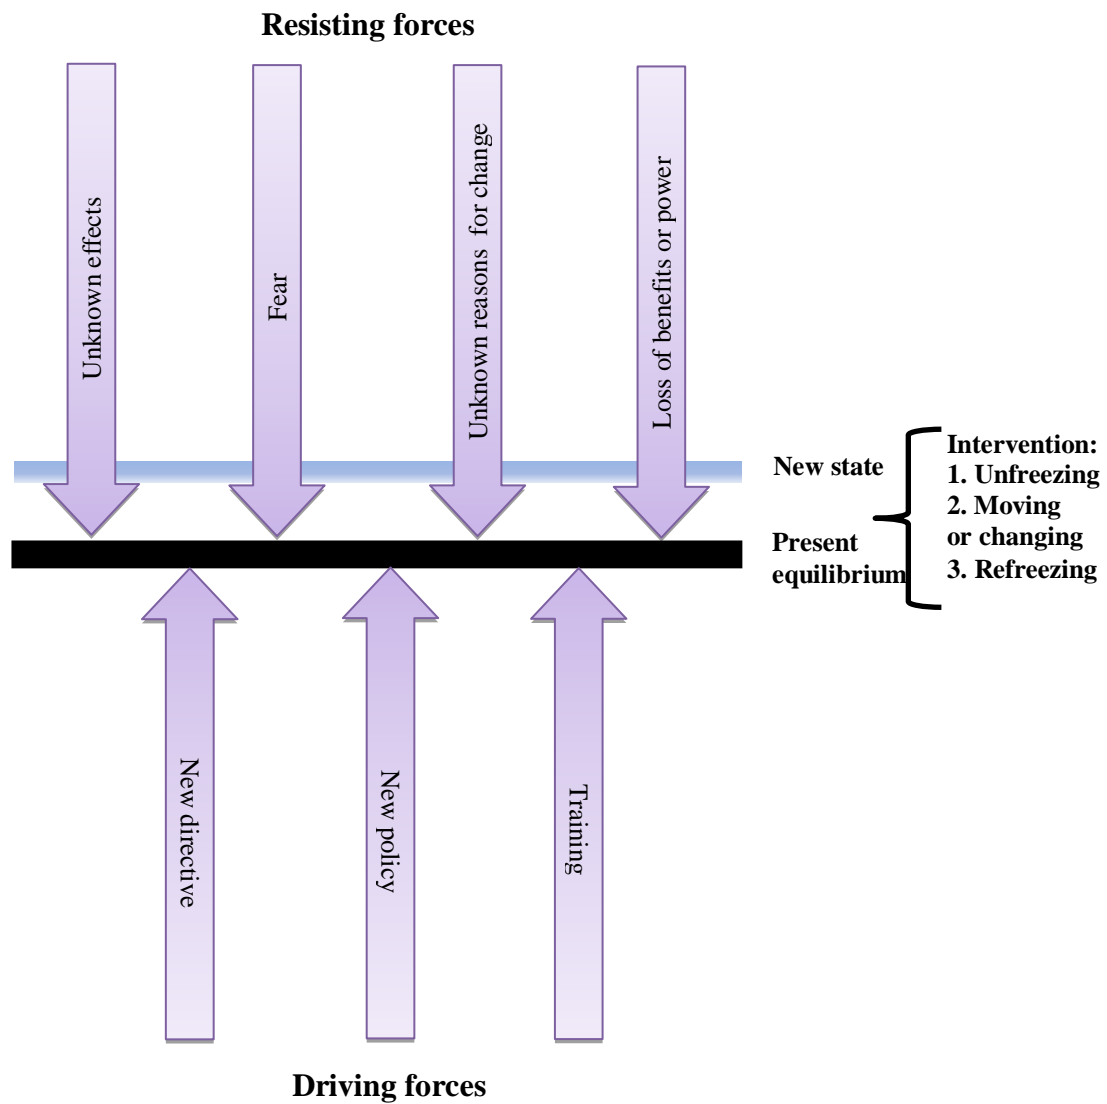 Resisting forces
Unknown effects
Fear
Unknown reasons  for change
Loss of benefits or power
New state
Present
equilibrium
Intervention:
1. Unfreezing
2. Moving
or changing
3. Refreezing
New directive
New policy
Training
Driving forces